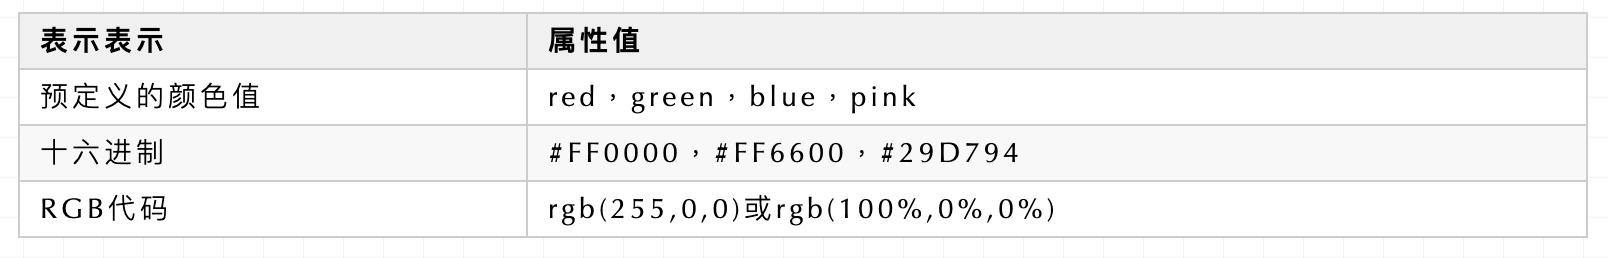 表示表示 属性值
预定义的颜色值 red，green，blue，pink
十六进制 #FF0000，#FF6600，#29D794
RGB代码 rgb(255,0,0)或rgb(100%,0%,0%)